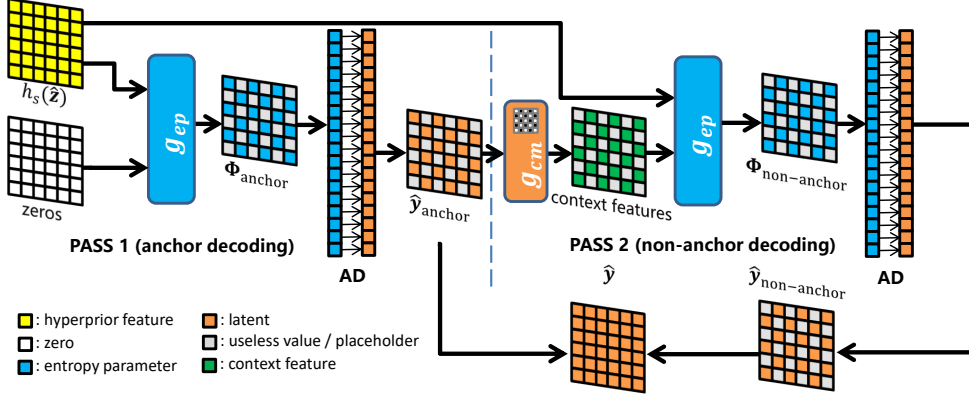 h_s(ẑ)
zeros
g_ep
Φ_anchor
PASS 1 (anchor decoding)
AD
ŷ_anchor
g_cm
context features
g_ep
Φ_non−anchor
PASS 2 (non-anchor decoding)
AD
ŷ
ŷ_non−anchor
: hyperprior feature
: zero
: entropy parameter
: latent
: useless value / placeholder
: context feature